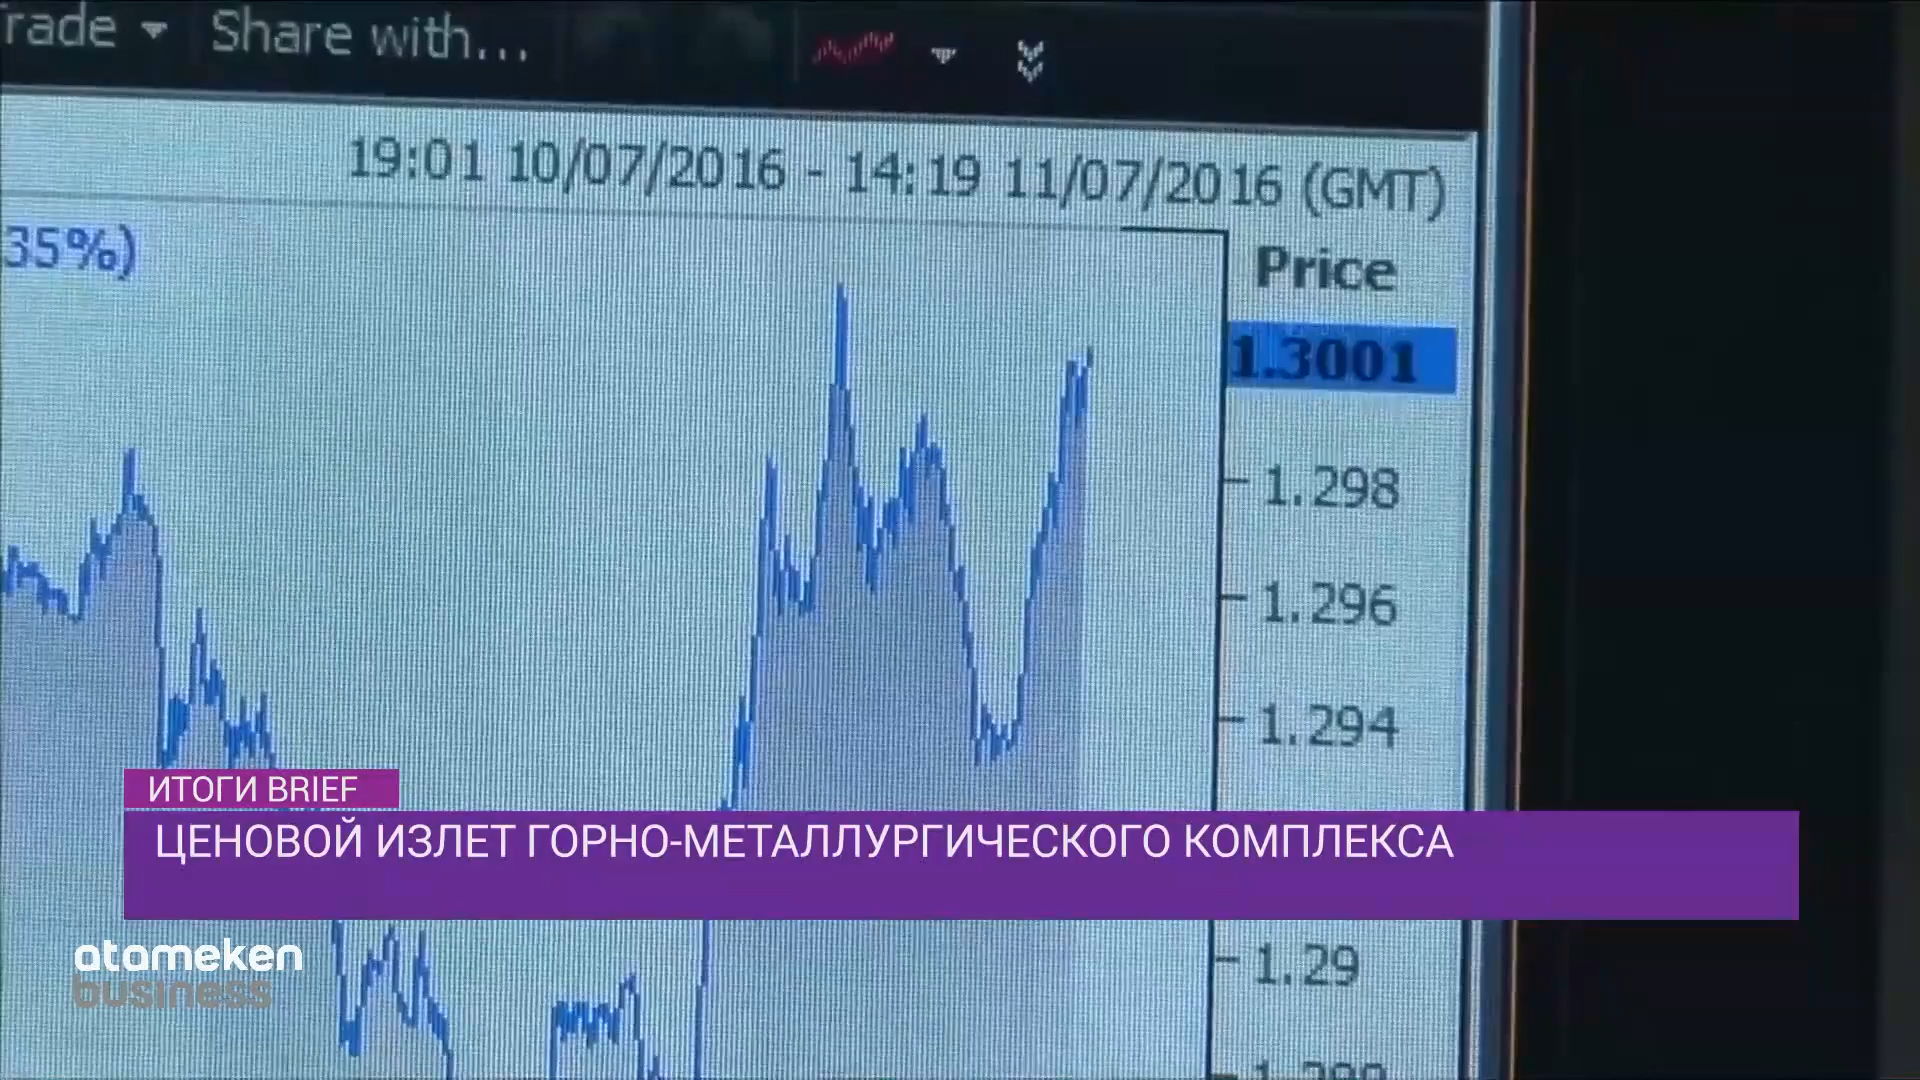 Share with...
19:01 10/07/2016 - 14:19 11/07/2016 (GMT)
35%)
Price
1.3001
1.298
1.296
1.294
ИТОГИ BRIEF
ЦЕНОВОЙ ИЗЛЕТ ГОРНО-МЕТАЛЛУРГИЧЕСКОГО КОМПЛЕКСА
atameken
business
1.29